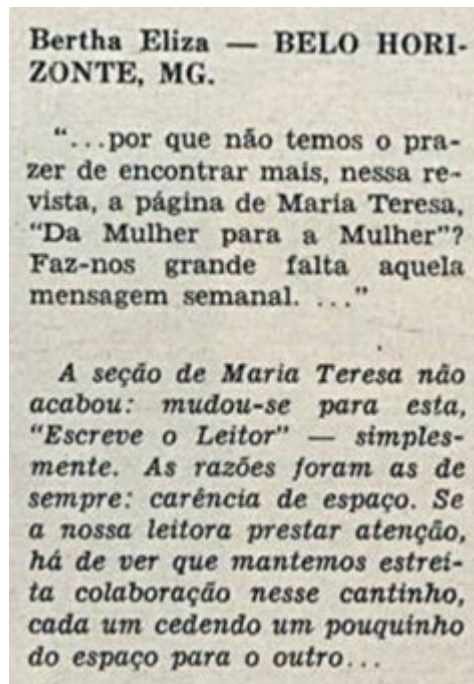 Bertha Eliza — BELO HORI-
ZONTE, MG.
“...por que não temos o pra-
zer de encontrar mais, nessa re-
vista, a página de Maria Teresa,
“Da Mulher para a Mulher”?
Faz-nos grande falta aquela
mensagem semanal. ...”
A seção de Maria Teresa não
acabou: mudou-se para esta,
“Escreve o Leitor” — simples-
mente. As razões foram as de
sempre: carência de espaço. Se
a nossa leitora prestar atenção,
há de ver que mantemos estrei-
ta colaboração nesse cantinho,
cada um cedendo um pouquinho
do espaço para o outro...